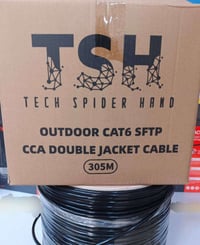 TSH
TECH SPIDER HAND
OUTDOOR CAT6 SFTP
CCA DOUBLE JACKET CABLE
305M